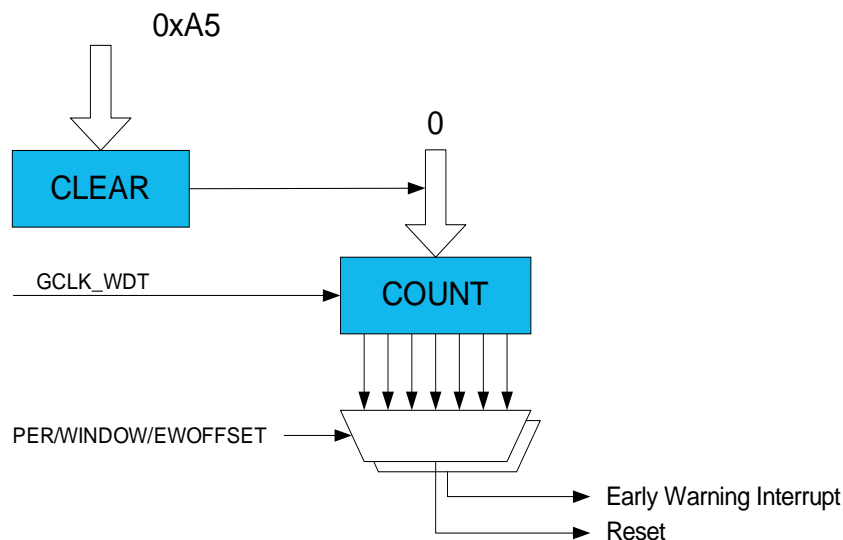 0xA5
0
CLEAR
GCLK_WDT
COUNT
PER/WINDOW/EWOFFSET
Early Warning Interrupt
Reset